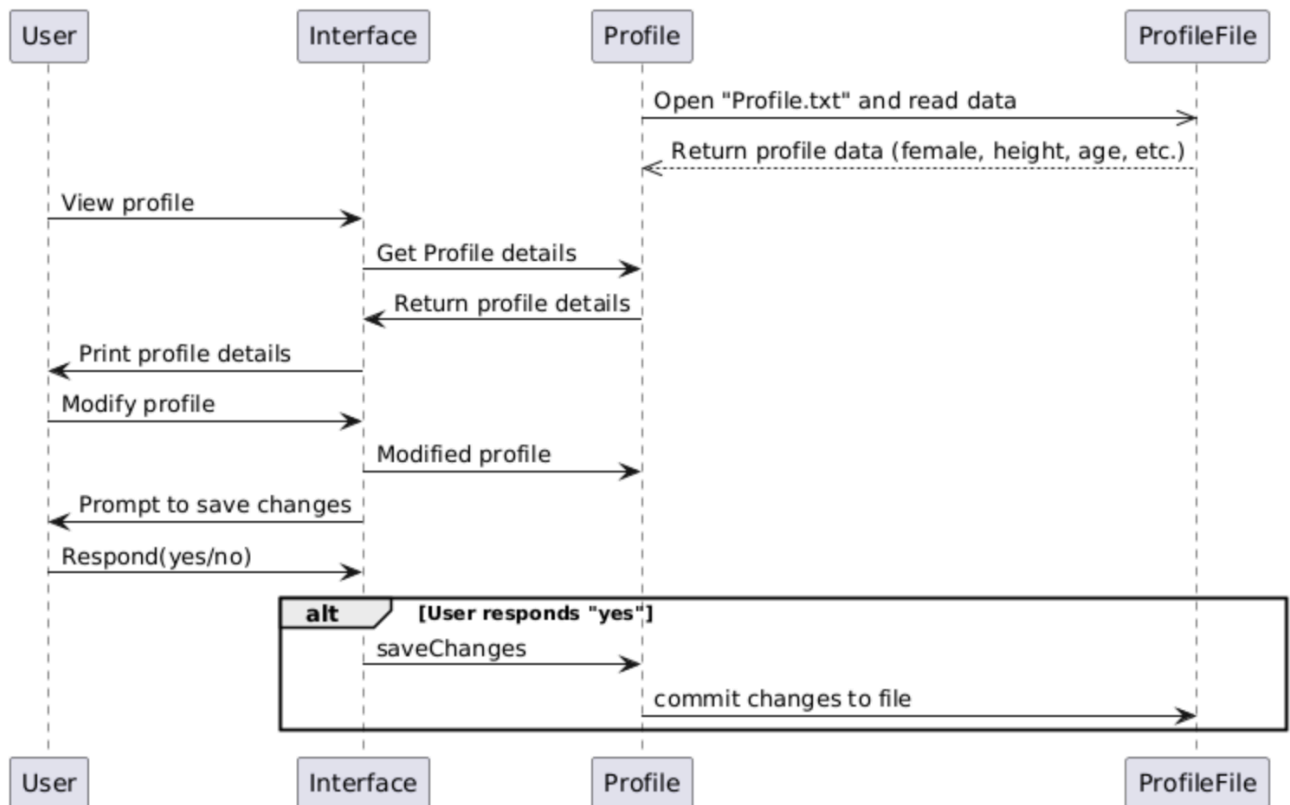 User Interface Profile ProfileFile
Open "Profile.txt" and read data
Return profile data (female, height, age, etc.)
View profile
Get Profile details
Return profile details
Print profile details
Modify profile
Modified profile
Prompt to save changes
Respond(yes/no)
alt [User responds "yes"]
saveChanges
commit changes to file
User Interface Profile ProfileFile